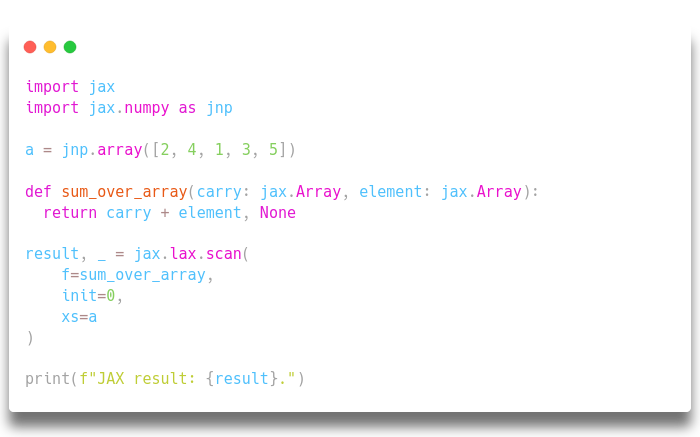 import jax
import jax.numpy as jnp

a = jnp.array([2, 4, 1, 3, 5])

def sum_over_array(carry: jax.Array, element: jax.Array):
  return carry + element, None

result, _ = jax.lax.scan(
    f=sum_over_array,
    init=0,
    xs=a
)

print(f"JAX result: {result}.")